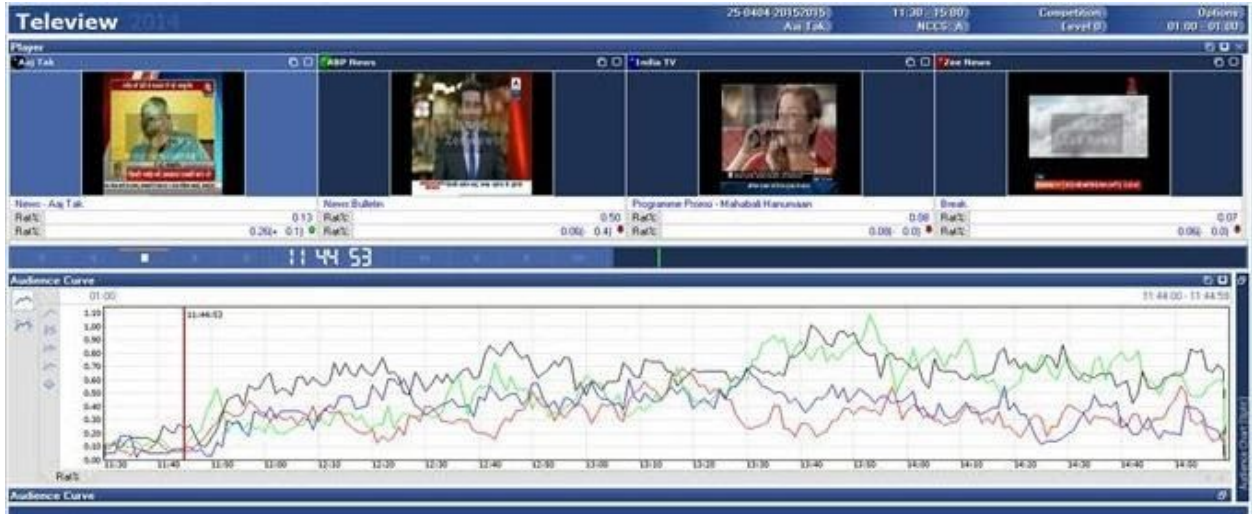 Teleview 2014
25-0404-20152015 11:30 - 15:00 Competition Options
Aaj Tak NCCS: A Level 0 01:00 - 01:00
Player
Aaj Tak ABP News India TV Zee News
Zee News
Zee News
News - Aaj Tak News Bulletin Programme Promo - Mahabali Hanumaan Break
Rat% 0.13 Rat% 0.50 Rat% 0.08 Rat% 0.07
Rat% 0.26(+ 0.1) Rat% 0.06(- 0.4) Rat% 0.08(- 0.0) Rat% 0.06(- 0.0)
11 44 53
Audience Curve
01:00 11:44:00 - 11:44:59
11:44:53
1.10
1.00
0.90
0.80
0.70
0.60
0.50
0.40
0.30
0.20
0.10
0.00
11:30 11:40 11:50 12:00 12:10 12:20 12:30 12:40 12:50 13:00 13:10 13:20 13:30 13:40 13:50 14:00 14:10 14:20 14:30 14:40 14:50
Rat%
Audience Curve